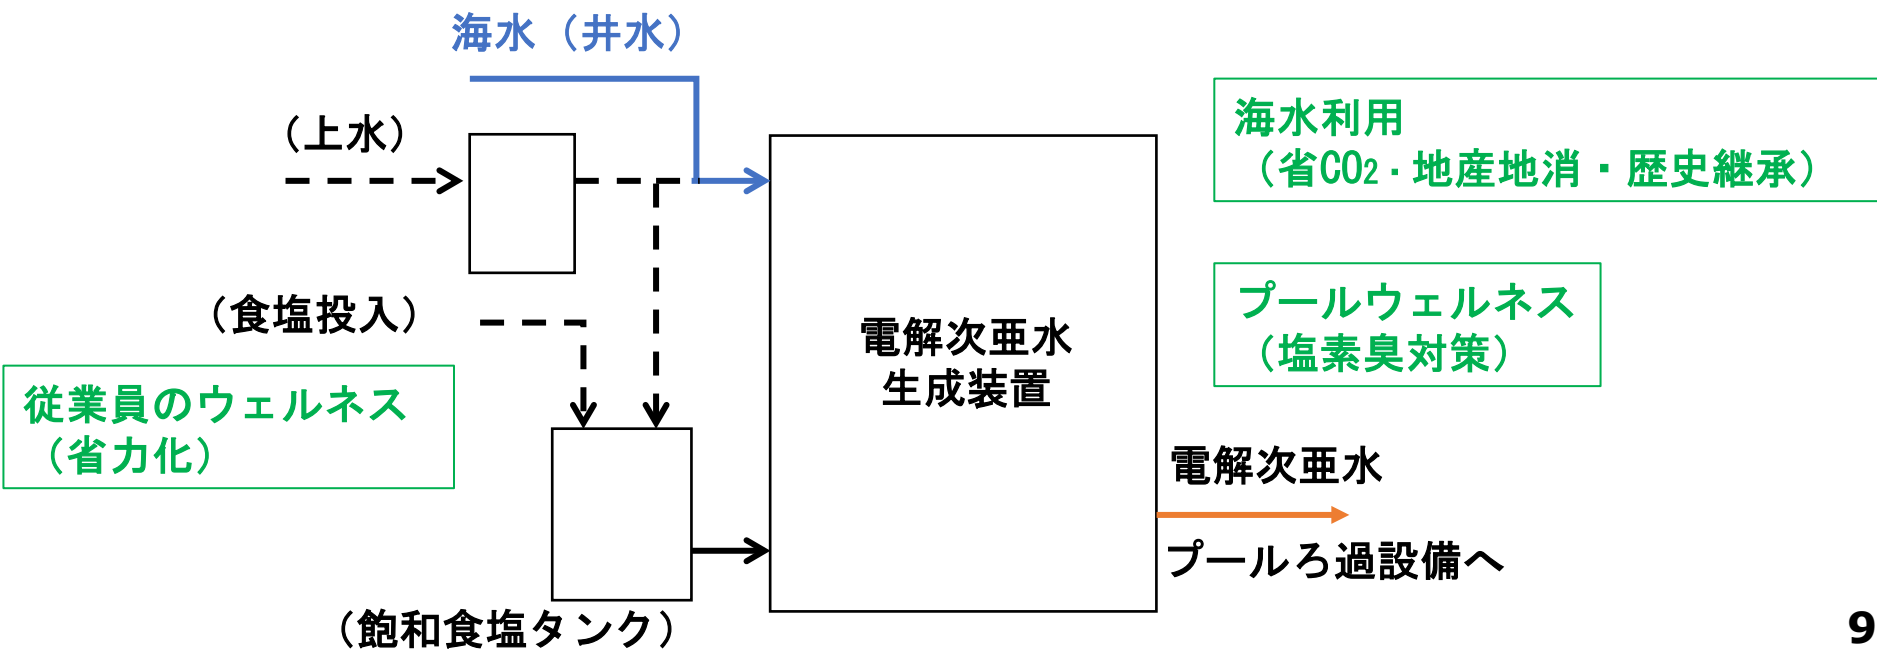 海水（井水）
（上水）
（食塩投入）
従業員のウェルネス
（省力化）
（飽和食塩タンク）
電解次亜水
生成装置
海水利用
（省CO2・地産地消・歴史継承）
プールウェルネス
（塩素臭対策）
電解次亜水
プールろ過設備へ
9